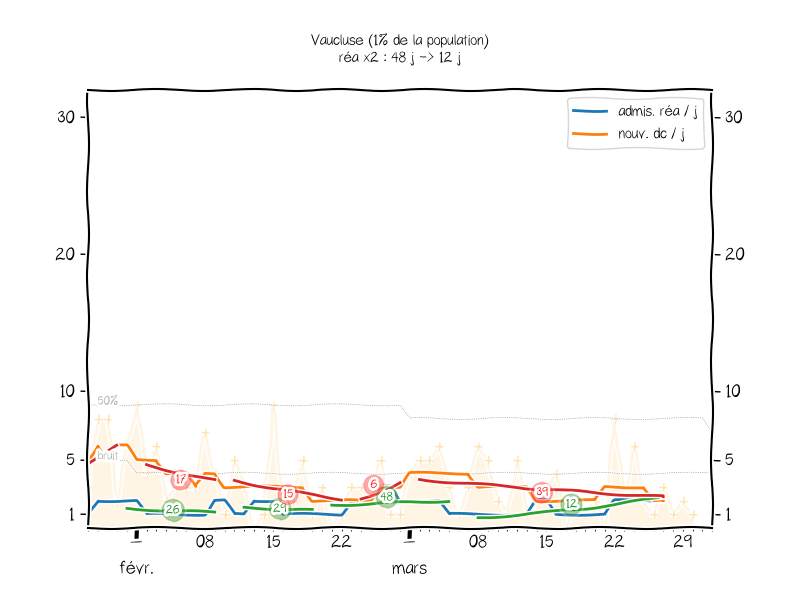 Vaucluse (1% de la population)
réa x2 : 48 j -> 12 j
admis. réa / j
nouv. dc / j
30 30
20 20
10 10
5 5
1 1
50%
bruit
17
15
6
39
26
29
48
12
1 08 15 22 1 08 15 22 29
févr. mars